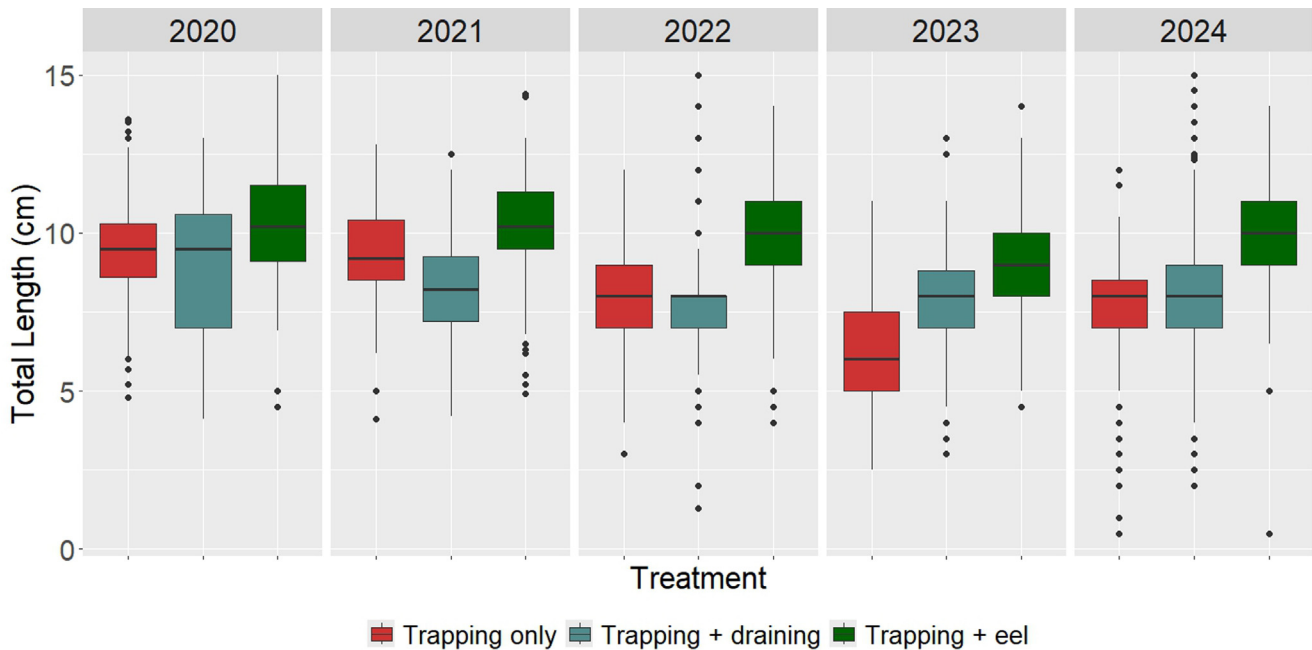 2020 2021 2022 2023 2024
Total Length (cm)
15
10
5
0
Treatment
Trapping only Trapping + draining Trapping + eel